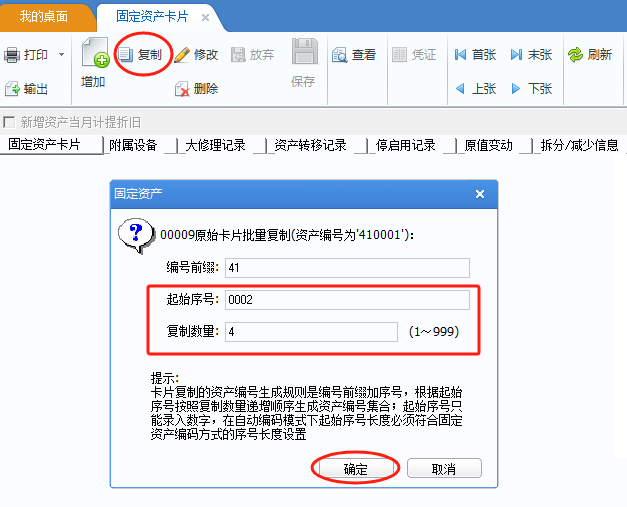 我的桌面 固定资产卡片
打印 增加 复制 修改 放弃 保存 查看 凭证 首张 末张 刷新
输出 删除 上张 下张
新增资产当月计提折旧
固定资产卡片 附属设备 大修理记录 资产转移记录 停启用记录 原值变动 拆分/减少信息
固定资产
00009原始卡片批量复制(资产编号为'410001'):
编号前缀: 41
起始序号: 0002
复制数量: 4 (1～999)
提示:
卡片复制的资产编号生成规则是编号前缀加序号，根据起始
序号按照复制数量递增顺序生成资产编号集合；起始序号只
能录入数字，在自动编码模式下起始序号长度必须符合固定
资产编码方式的序号长度设置
确定 取消